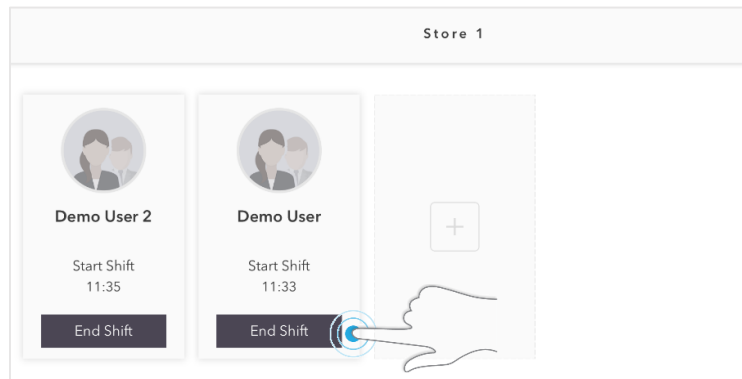 Store 1
Demo User 2
Start Shift
11:35
End Shift
Demo User
Start Shift
11:33
End Shift
+